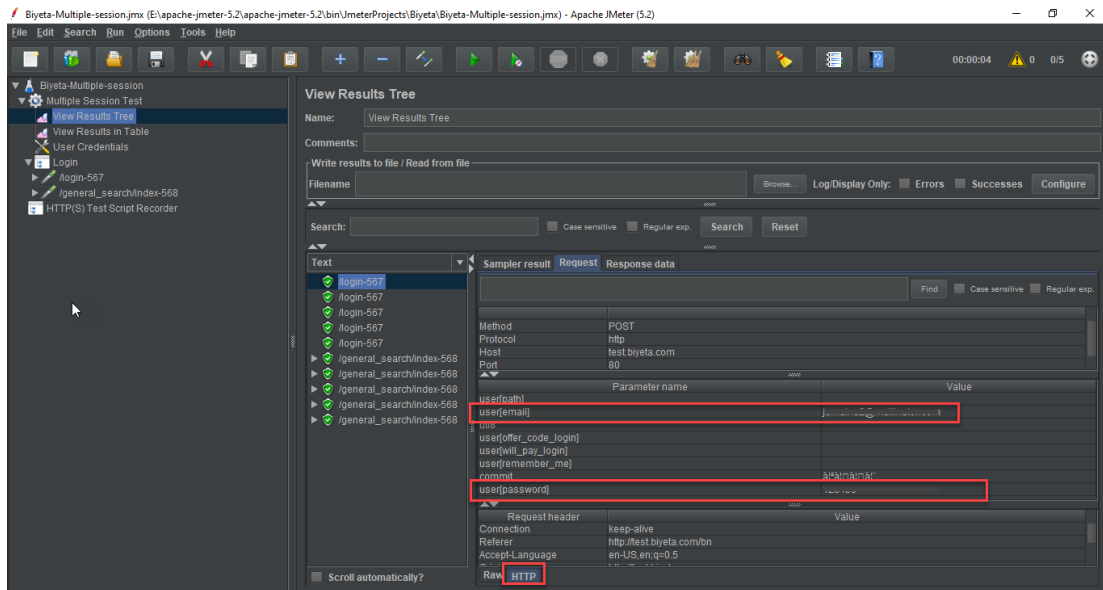 Biyeta-Multiple-session.jmx (E:\apache-jmeter-5.2\apache-jmeter-5.2\bin\JmeterProjects\Biyeta\Biyeta-Multiple-session.jmx) - Apache JMeter (5.2)
File Edit Search Run Options Tools Help
00:00:04 0 0/5
Biyeta-Multiple-session
Multiple Session Test
View Results Tree
View Results in Table
User Credentials
Login
/login-567
/general_search/index-568
HTTP(S) Test Script Recorder
View Results Tree
Name: View Results Tree
Comments:
Write results to file / Read from file
Filename Browse... Log/Display Only: Errors Successes Configure
Search: Case sensitive Regular exp. Search Reset
Text
/login-567
/login-567
/login-567
/login-567
/login-567
/general_search/index-568
/general_search/index-568
/general_search/index-568
/general_search/index-568
/general_search/index-568
Scroll automatically?
Sampler result Request Response data
Find Case sensitive Regular exp.
Method POST
Protocol http
Host test.biyeta.com
Port 80
Parameter name Value
user[path]
user[email]
utf8
user[offer_code_login]
user[will_pay_login]
user[remember_me]
commit
user[password]
Request header Value
Connection keep-alive
Referer http://test.biyeta.com/bn
Accept-Language en-US,en;q=0.5
Raw HTTP